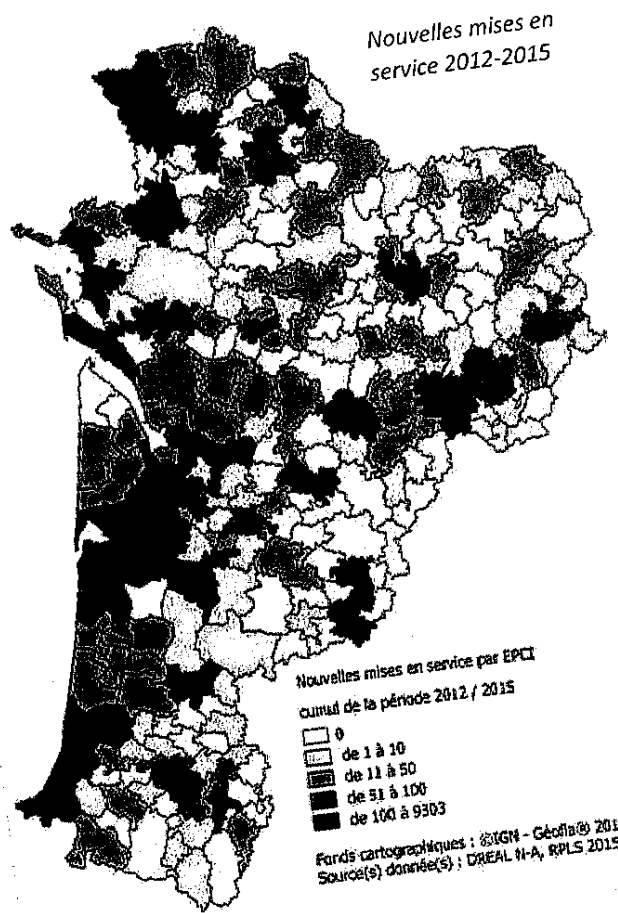 Nouvelles mises en
service 2012-2015
Nouvelles mises en service par EPCI
cumul de la période 2012 / 2015
0
de 1 à 10
de 11 à 50
de 51 à 100
de 100 à 9303
Fonds cartographiques : ©IGN - Géofla® 201
Source(s) donnée(s) : DREAL N-A, RPLS 2015